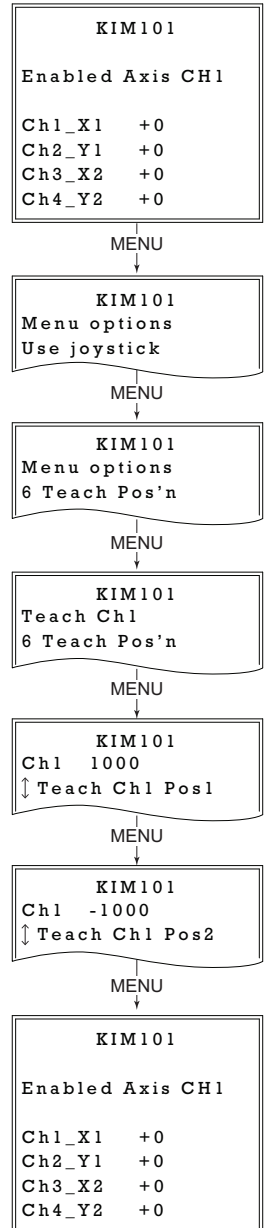 KIM101
Enabled Axis CH1
Ch1_X1 +0
Ch2_Y1 +0
Ch3_X2 +0
Ch4_Y2 +0
MENU
KIM101
Menu options
Use joystick
MENU
KIM101
Menu options
6 Teach Pos'n
MENU
KIM101
Teach Ch1
6 Teach Pos'n
MENU
KIM101
Ch1 1000
↕ Teach Ch1 Pos1
MENU
KIM101
Ch1 -1000
↕ Teach Ch1 Pos2
MENU
KIM101
Enabled Axis CH1
Ch1_X1 +0
Ch2_Y1 +0
Ch3_X2 +0
Ch4_Y2 +0